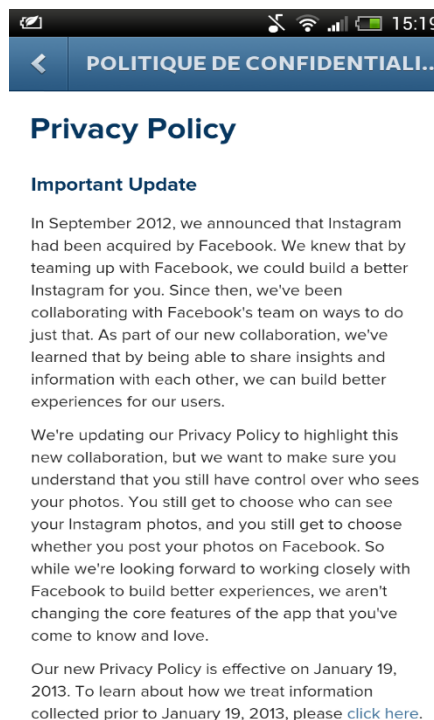 15:19
POLITIQUE DE CONFIDENTIALI..
Privacy Policy
Important Update
In September 2012, we announced that Instagram
had been acquired by Facebook. We knew that by
teaming up with Facebook, we could build a better
Instagram for you. Since then, we've been
collaborating with Facebook's team on ways to do
just that. As part of our new collaboration, we've
learned that by being able to share insights and
information with each other, we can build better
experiences for our users.
We're updating our Privacy Policy to highlight this
new collaboration, but we want to make sure you
understand that you still have control over who sees
your photos. You still get to choose who can see
your Instagram photos, and you still get to choose
whether you post your photos on Facebook. So
while we're looking forward to working closely with
Facebook to build better experiences, we aren't
changing the core features of the app that you've
come to know and love.
Our new Privacy Policy is effective on January 19,
2013. To learn about how we treat information
collected prior to January 19, 2013, please click here.